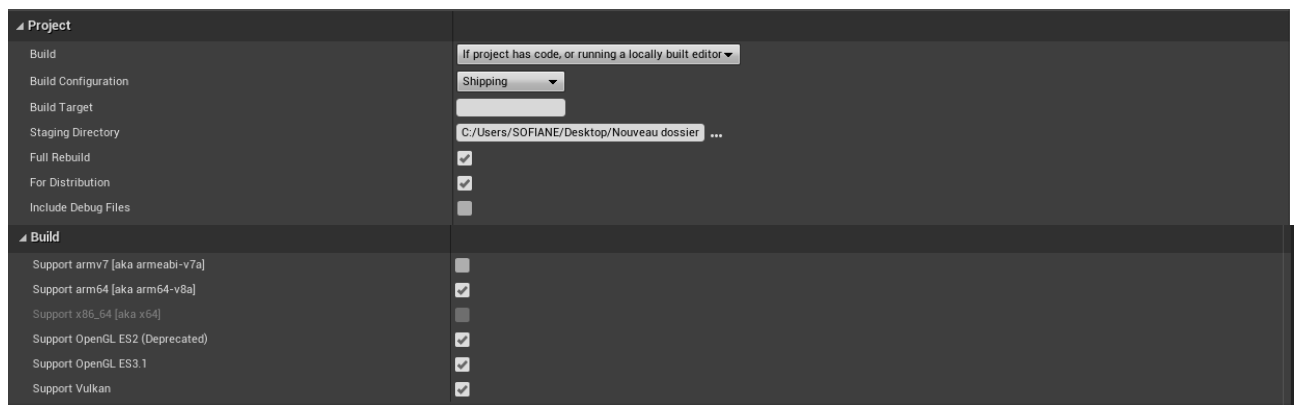 Project
Build If project has code, or running a locally built editor
Build Configuration Shipping
Build Target
Staging Directory C:/Users/SOFIANE/Desktop/Nouveau dossier ...
Full Rebuild
For Distribution
Include Debug Files
Build
Support armv7 [aka armeabi-v7a]
Support arm64 [aka arm64-v8a]
Support x86_64 [aka x64]
Support OpenGL ES2 (Deprecated)
Support OpenGL ES3.1
Support Vulkan